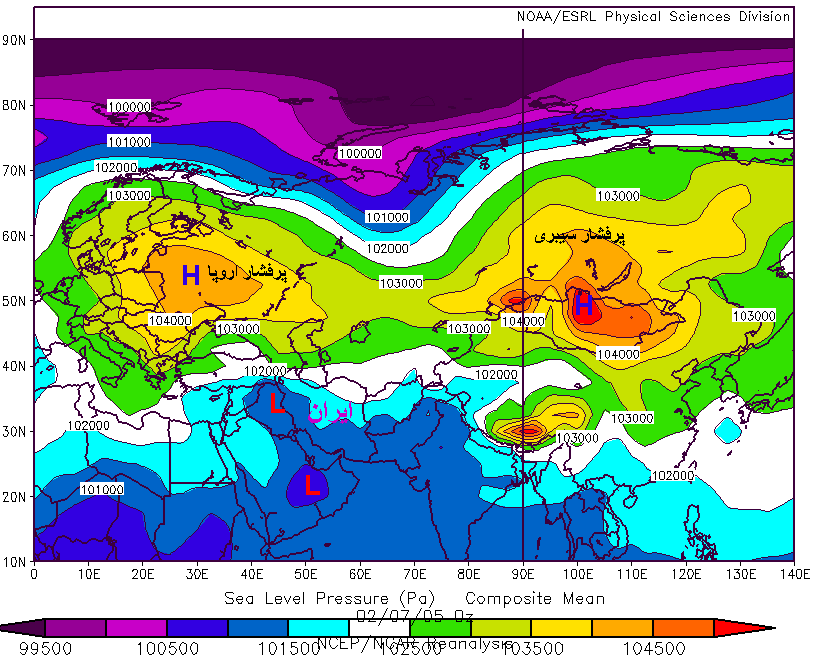 NOAA/ESRL Physical Sciences Division
90N
80N
70N
60N
50N
40N
30N
20N
10N
100000
101000
102000
103000
100000
101000
102000
103000
103000
پرفشار سیبری
H پرفشار اروپا
H
104000
103000
103000
104000
103000
104000
102000
102000
L ایران
102000
103000
103000
102000
101000
L
0 10E 20E 30E 40E 50E 60E 70E 80E 90E 100E 110E 120E 130E 140E
Sea Level Pressure (Pa) Composite Mean
02/07/05 0z
NCEP/NCAR Reanalysis
99500 100500 101500 102500 103500 104500